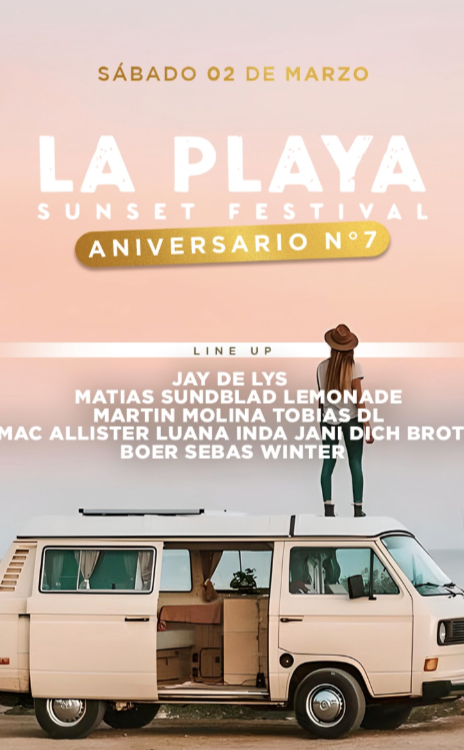 SÁBADO 02 DE MARZO
LA PLAYA
SUNSET FESTIVAL
ANIVERSARIO N°7
LINE UP
JAY DE LYS
MATIAS SUNDBLAD LEMONADE
MARTIN MOLINA TOBIAS DL
MAC ALLISTER LUANA INDA JANI DICH BROT
BOER SEBAS WINTER